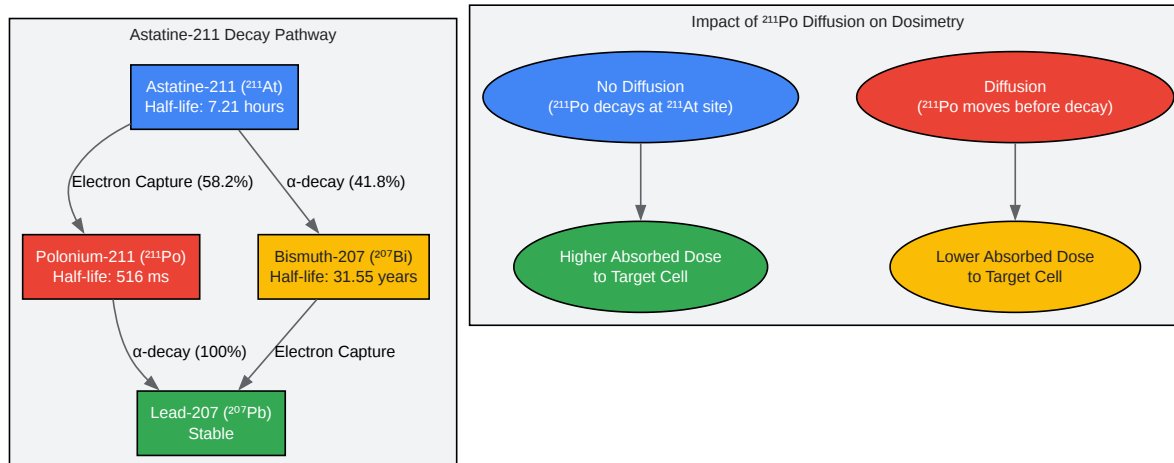 Astatine-211 Decay Pathway
Astatine-211 (²¹¹At)
Half-life: 7.21 hours
Electron Capture (58.2%)
α-decay (41.8%)
Polonium-211 (²¹¹Po)
Half-life: 516 ms
Bismuth-207 (²⁰⁷Bi)
Half-life: 31.55 years
α-decay (100%)
Electron Capture
Lead-207 (²⁰⁷Pb)
Stable
Impact of ²¹¹Po Diffusion on Dosimetry
No Diffusion
(²¹¹Po decays at ²¹¹At site)
Diffusion
(²¹¹Po moves before decay)
Higher Absorbed Dose
to Target Cell
Lower Absorbed Dose
to Target Cell